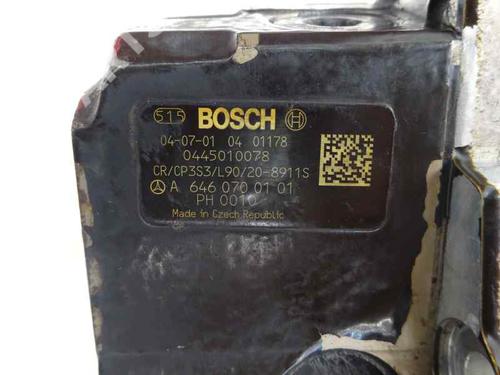 515 BOSCH
04-07-01 04 01178
0445010078
CR/CP3S3/L90/20-8911S
A 646 070 01 01
PH 0010
Made in Czech Republic